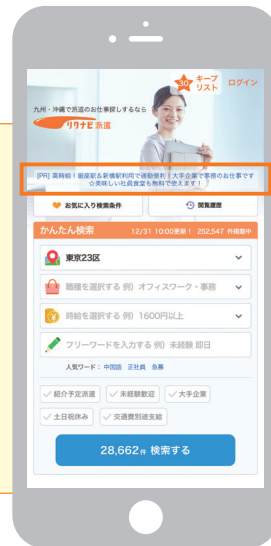 30 キープリスト ログイン
九州・沖縄で派遣のお仕事探しするなら
リクナビ派遣
[PR] 高時給！銀座駅&新橋駅利用で通勤便利！大手企業で事務のお仕事です
☆美味しい社員食堂も無料で使えます！
お気に入り検索条件 閲覧履歴
かんたん検索 12/31 10:00更新！ 252,547 件掲載中
東京23区
職種を選択する 例）オフィスワーク・事務
時給を選択する 例）1600円以上
フリーワードを入力する 例）未経験 即日
人気ワード： 中国語 正社員 急募
紹介予定派遣 未経験歓迎 大手企業
土日祝休み 交通費別途支給
28,662件 検索する